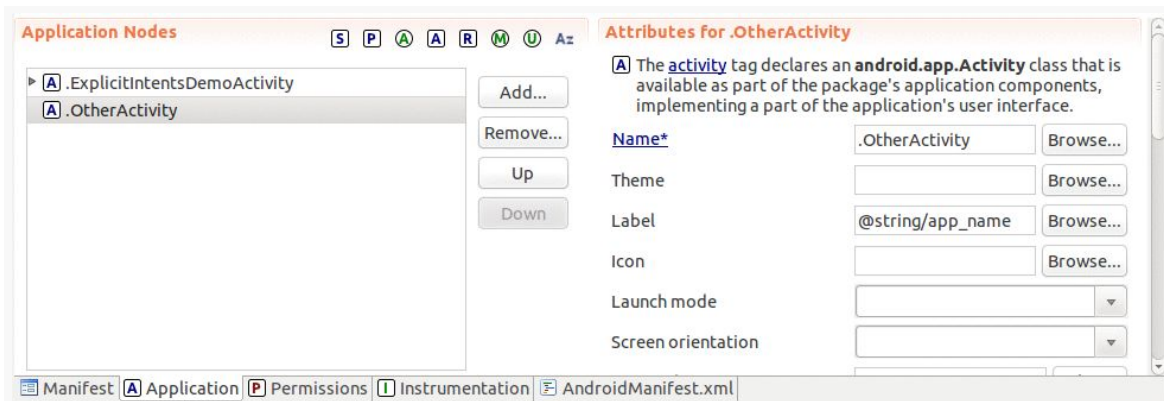 Application Nodes
S P A A R M U Az
A .ExplicitIntentsDemoActivity
A .OtherActivity
Add...
Remove...
Up
Down
Attributes for .OtherActivity
A The activity tag declares an android.app.Activity class that is
available as part of the package's application components,
implementing a part of the application's user interface.
Name* .OtherActivity Browse...
Theme Browse...
Label @string/app_name Browse...
Icon Browse...
Launch mode
Screen orientation
Manifest A Application P Permissions I Instrumentation F AndroidManifest.xml